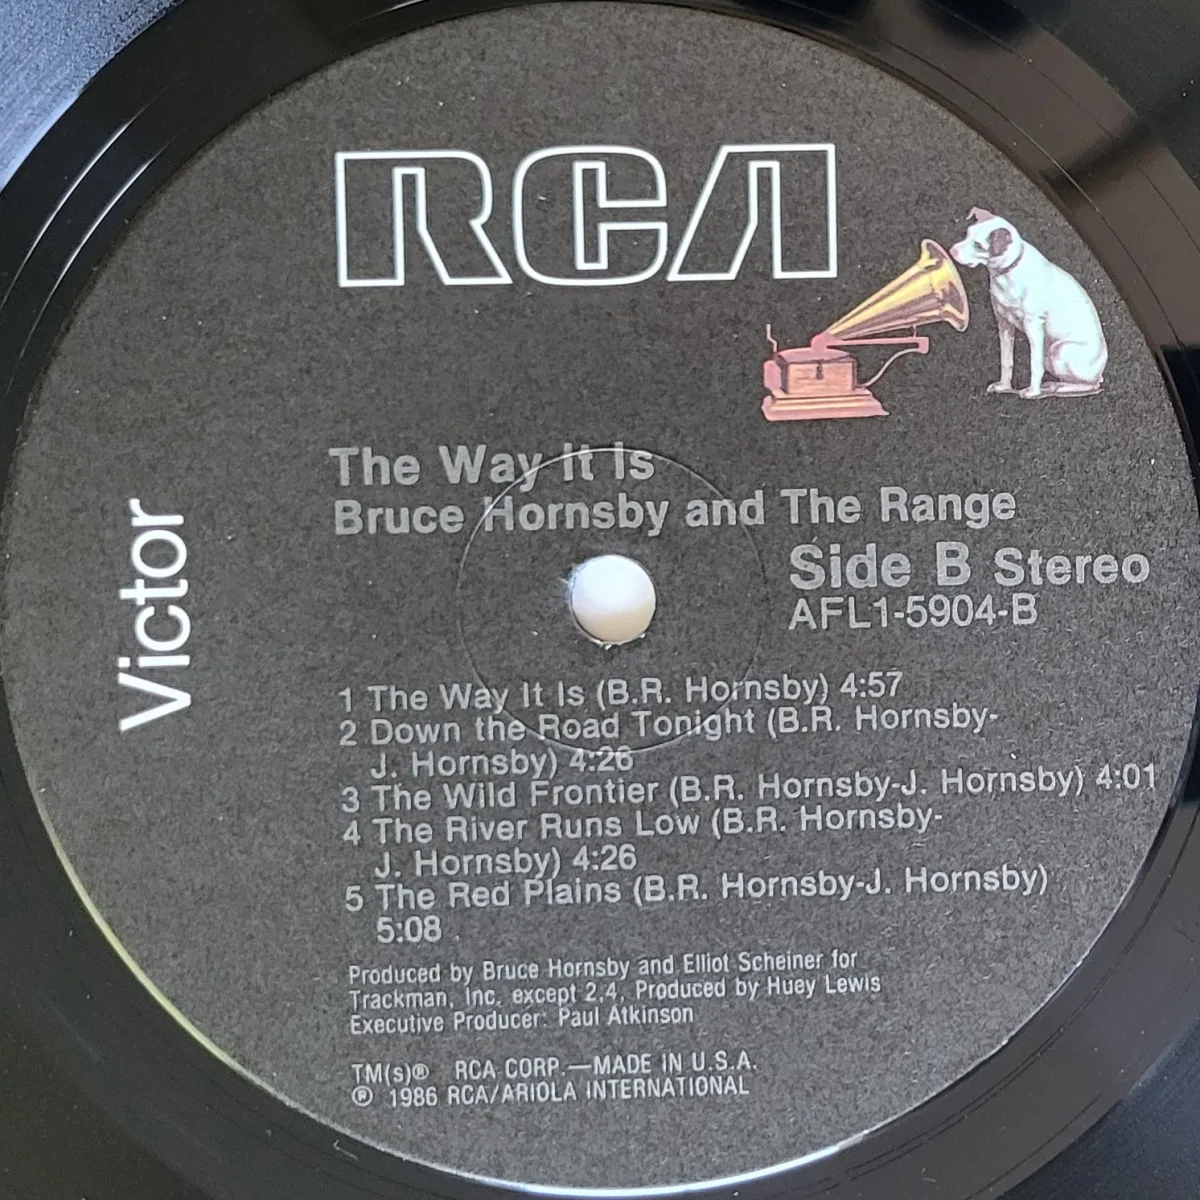 RCA
Victor
The Way It Is
Bruce Hornsby and The Range
Side B Stereo
AFL1-5904-B
1 The Way It Is (B.R. Hornsby) 4:57
2 Down the Road Tonight (B.R. Hornsby-
J. Hornsby) 4:26
3 The Wild Frontier (B.R. Hornsby-J. Hornsby) 4:01
4 The River Runs Low (B.R. Hornsby-
J. Hornsby) 4:26
5 The Red Plains (B.R. Hornsby-J. Hornsby)
5:08
Produced by Bruce Hornsby and Elliot Scheiner for
Trackman, Inc. except 2,4, Produced by Huey Lewis
Executive Producer: Paul Atkinson
TM(s)® RCA CORP.—MADE IN U.S.A.
℗ 1986 RCA/ARIOLA INTERNATIONAL